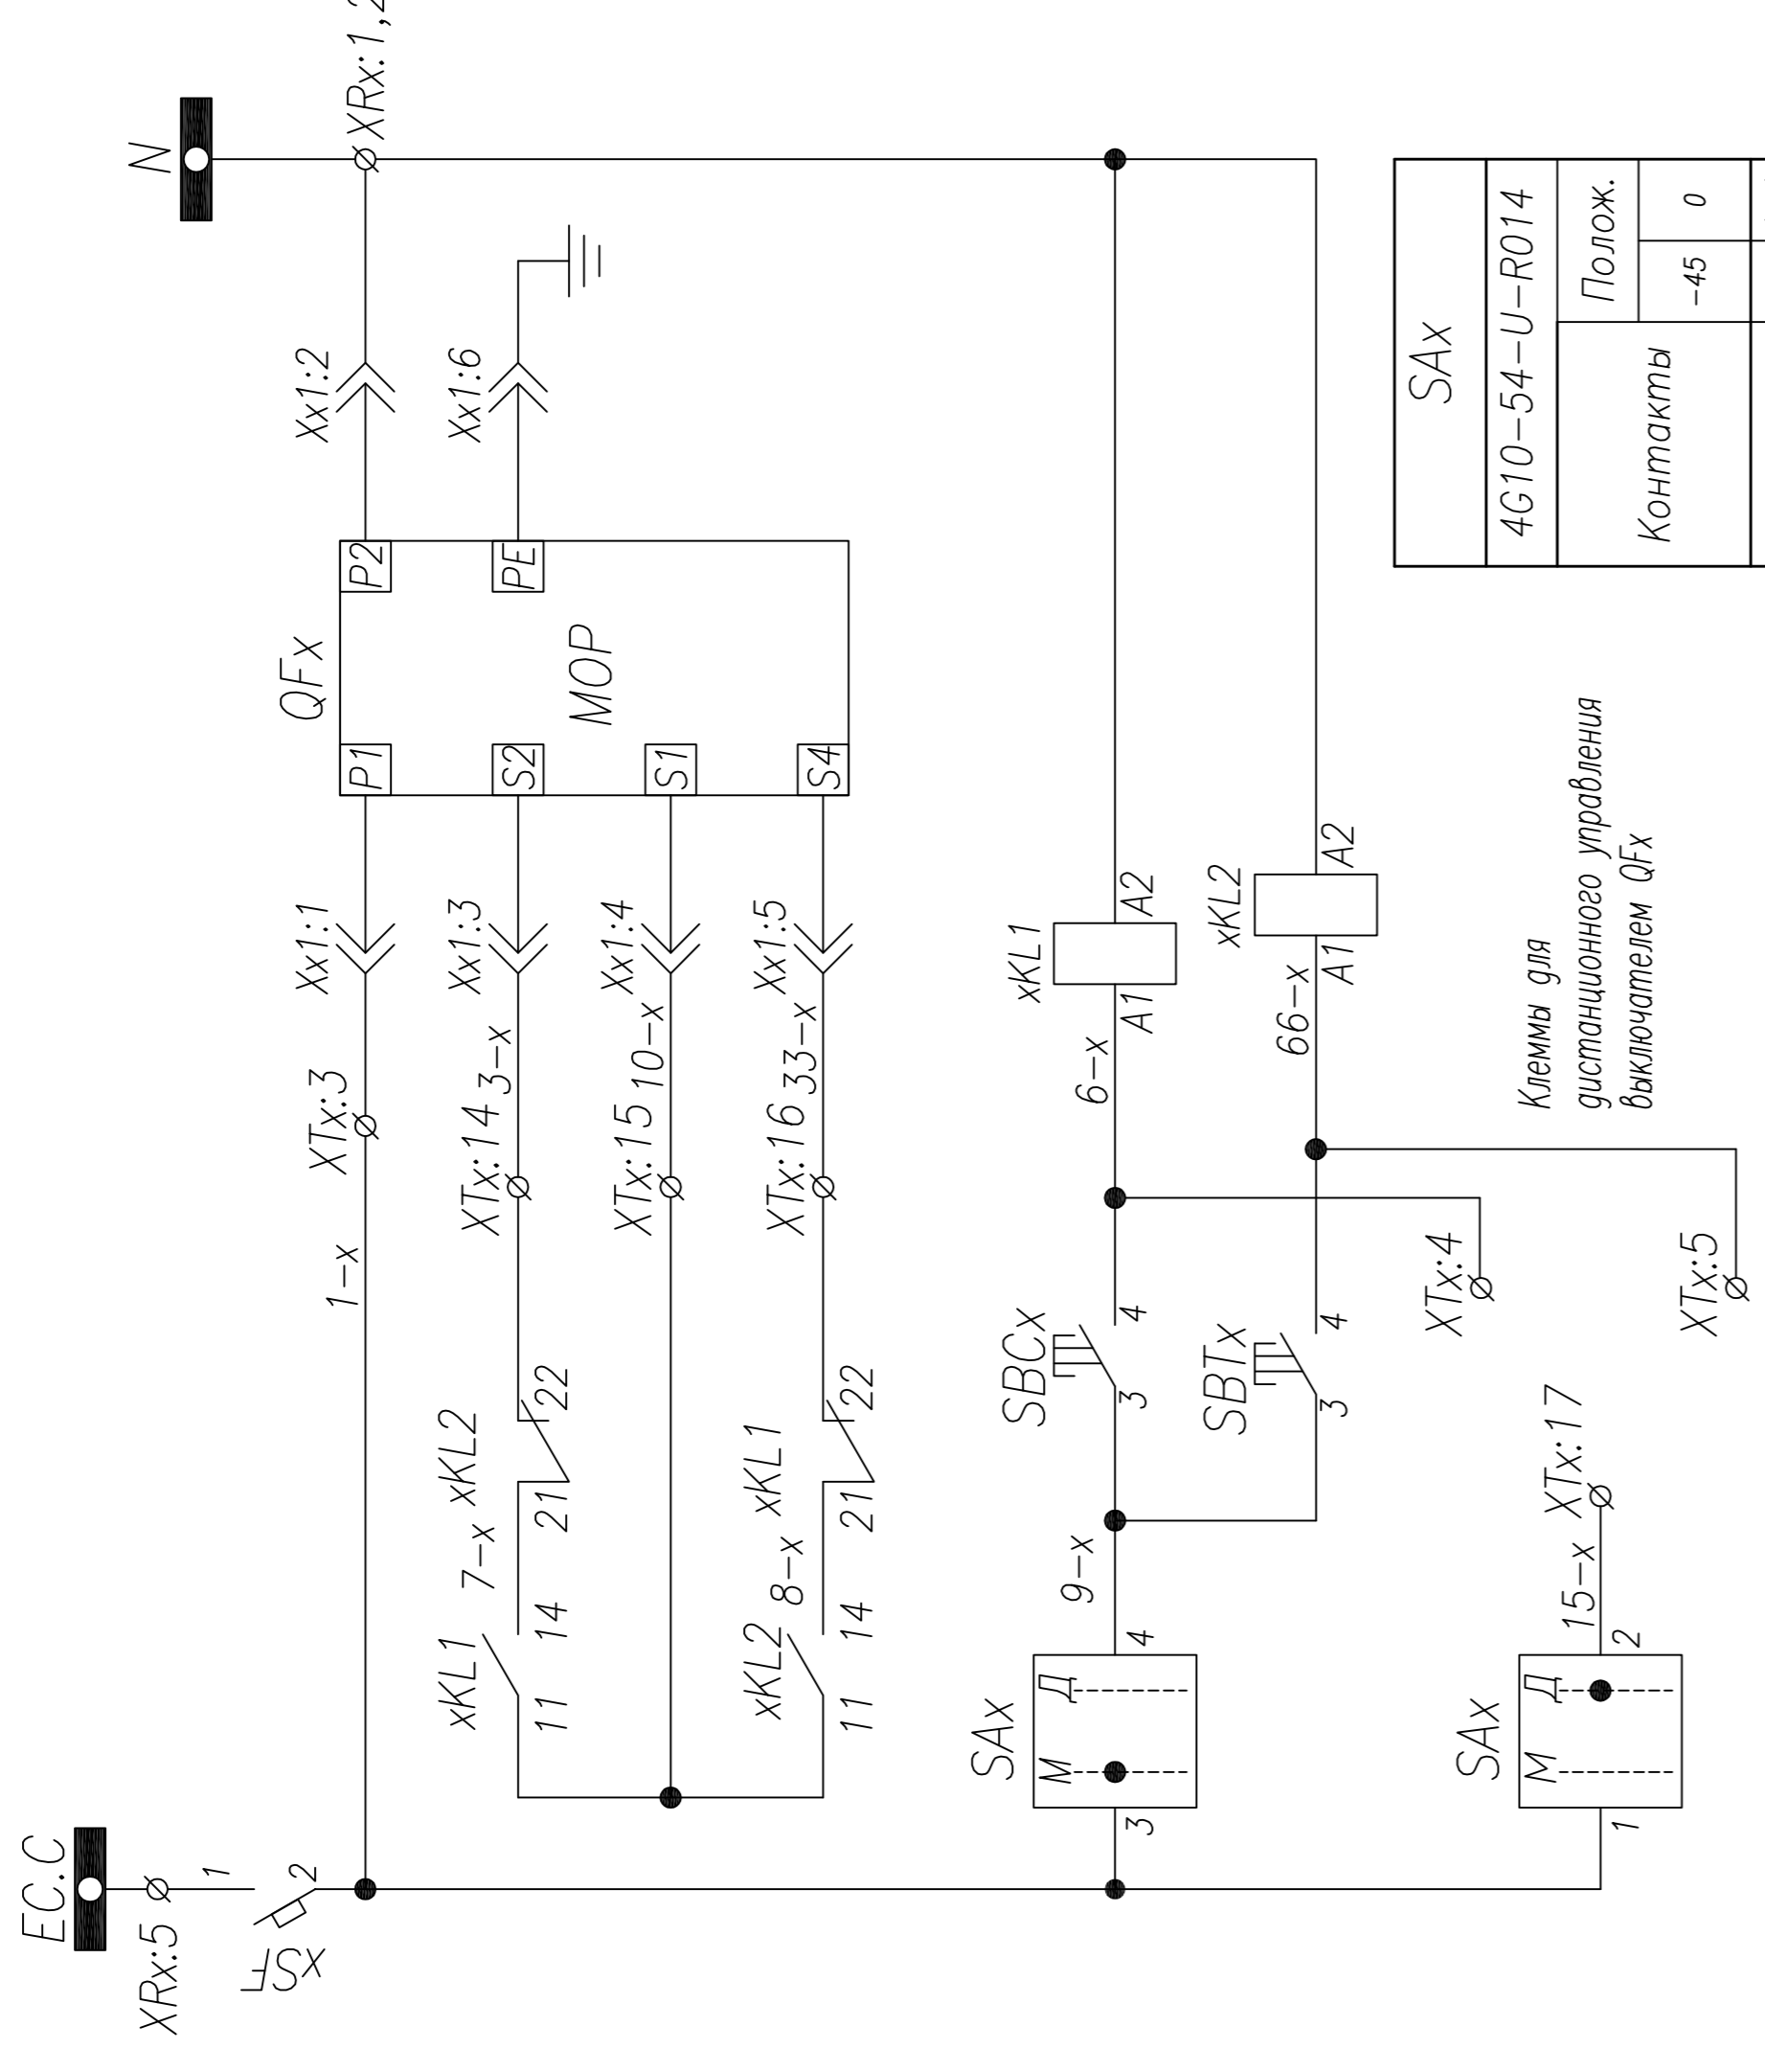 EC.C
N
XRx:5
1
2
xSF
XRx:1,2
1-x
XTx:3
Xx1:1
QFx
P1
P2
Xx1:2
xKL1
11
14
7-x
xKL2
21
22
XTx:14
3-x
Xx1:3
S2
PE
Xx1:6
МОР
XTx:15
10-x
Xx1:4
S1
xKL2
11
14
8-x
xKL1
21
22
XTx:16
33-x
Xx1:5
S4
SAx
М
Д
3
4
9-x
SBCx
3
4
6-x
xKL1
A1
A2
SBTx
3
4
66-x
xKL2
A1
A2
XTx:4
XTx:5
SAx
М
Д
1
2
15-x
XTx:17
Клеммы для
дистанционного управления
выключателем QFx
SAx
4G10-54-U-R014
Контакты
Полож.
-45
0